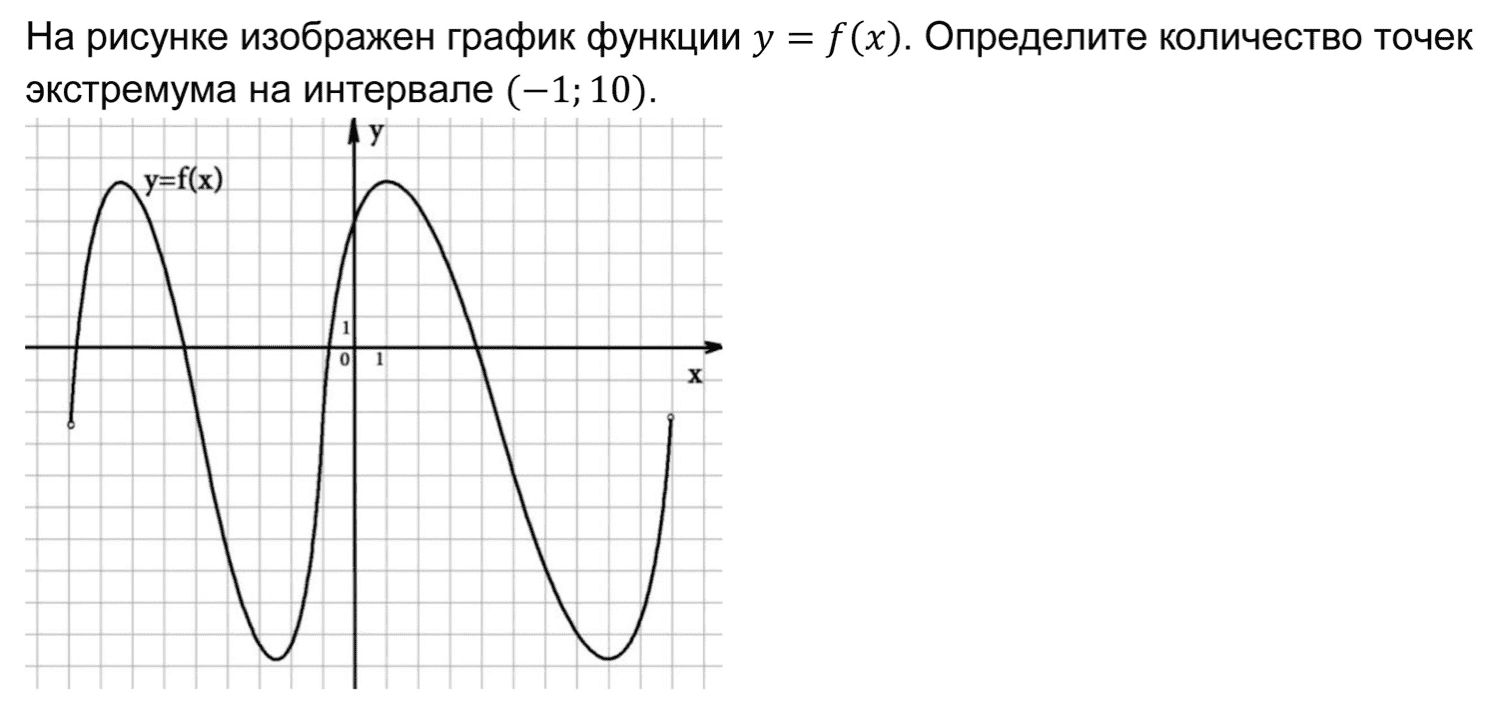 На рисунке изображен график функции y = f(x). Определите количество точек
экстремума на интервале (−1; 10).
y
y=f(x)
1
0 1
x